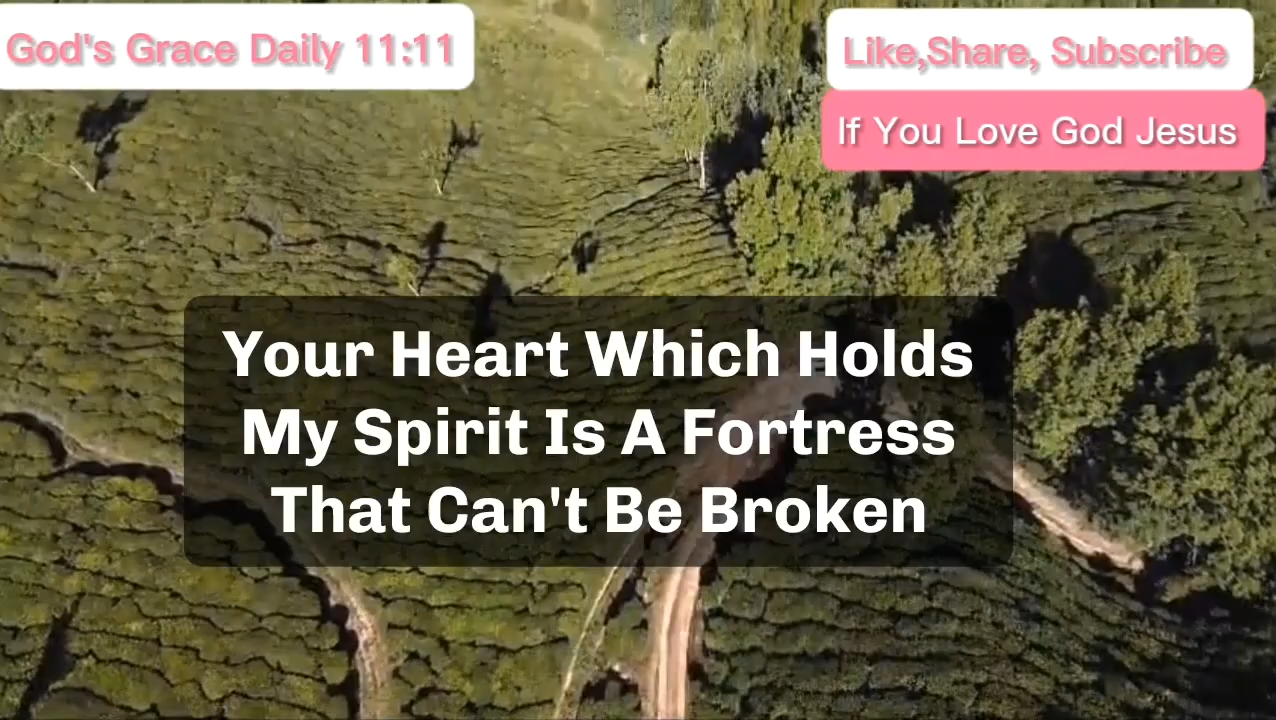 God's Grace Daily 11:11
Like,Share, Subscribe
If You Love God Jesus
Your Heart Which Holds
My Spirit Is A Fortress
That Can't Be Broken